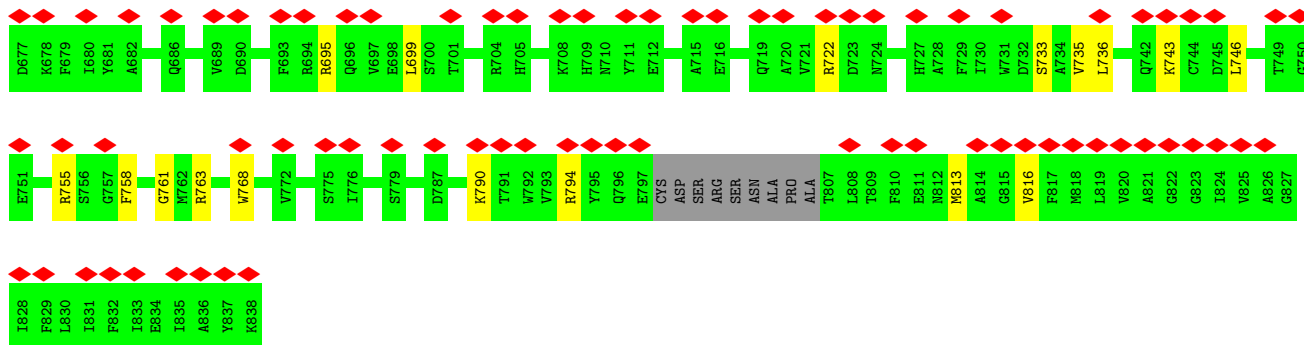 D677 K678 F679 I680 Y681 A682 Q686 V689 D690 F693 R694 R695 Q696 V697 E698 L699 S700 T701 R704 H705 K708 H709 N710 Y711 E712 A715 E716 Q719 A720 V721 R722 D723 N724 H727 A728 F729 I730 W731 D732 S733 A734 V735 L736 Q742 K743 C744 D745 L746 T749 G750
E751 R755 S756 G757 F758 G761 M762 R763 W768 V772 S775 I776 S779 D787 K790 T791 W792 V793 R794 Y795 Q796 E797 CYS ASP SER ARG SER ASN ALA PRO ALA T807 L808 T809 F810 E811 N812 M813 A814 G815 V816 F817 M818 L819 V820 A821 G822 G823 I824 V825 A826 G827
I828 F829 L830 I831 F832 I833 E834 I835 A836 Y837 K838